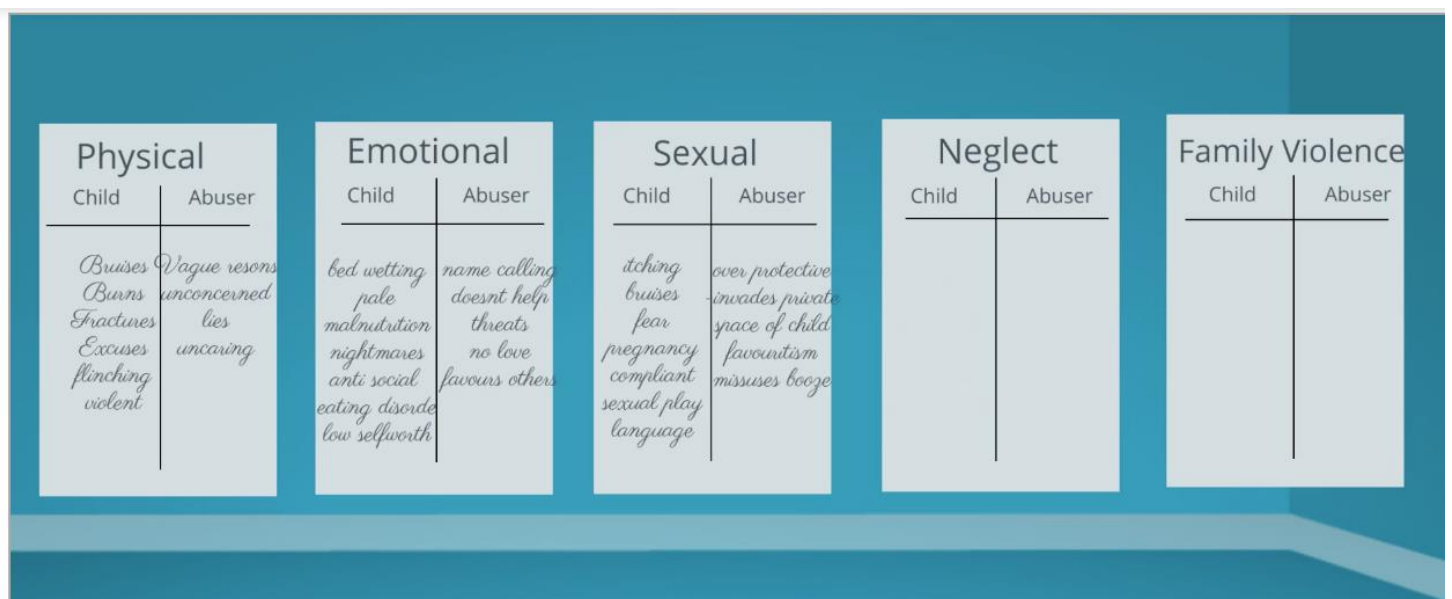 Physical
Child Abuser
Bruises Vague resons
Burns unconcerned
Fractures lies
Excuses uncaring
flinching
violent
Emotional
Child Abuser
bed wetting name calling
pale doesnt help
malnutrition threats
nightmares no love
anti social favours others
eating disorde
low selfworth
Sexual
Child Abuser
itching over protective
bruises -invades private
fear space of child
pregnancy favouritism
compliant missuses booze
sexual play
language
Neglect
Child Abuser
Family Violence
Child Abuser